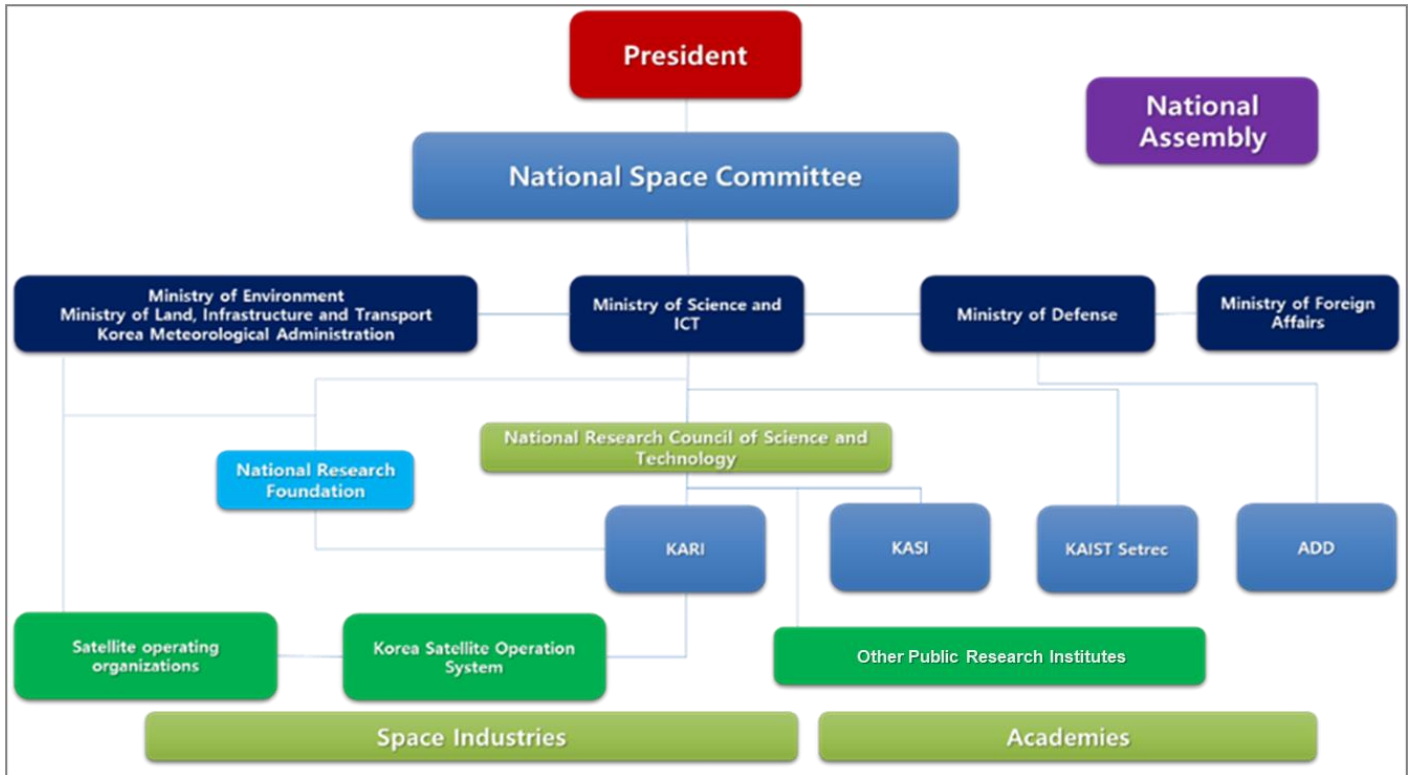 President
National
Assembly
National Space Committee
Ministry of Environment
Ministry of Land, Infrastructure and Transport
Korea Meteorological Administration
Ministry of Science and
ICT
Ministry of Defense
Ministry of Foreign
Affairs
National Research Council of Science and
Technology
National Research
Foundation
KARI
KASI
KAIST Setrec
ADD
Satellite operating
organizations
Korea Satellite Operation
System
Other Public Research Institutes
Space Industries
Academies